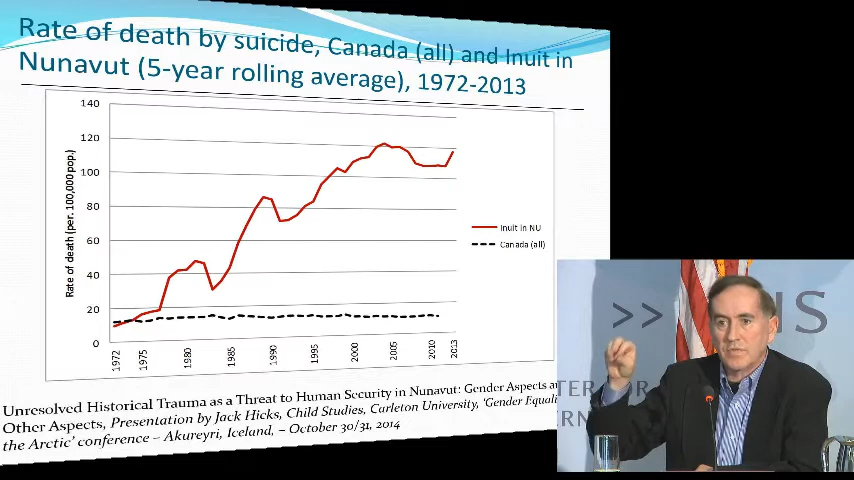 Rate of death by suicide, Canada (all) and Inuit in
Nunavut (5-year rolling average), 1972-2013
140
120
100
80
60
40
20
0
Rate of death (per. 100,000 pop.)
1972
1975
1980
1985
1990
1995
2000
2005
2010
2013
Inuit in NU
Canada (all)
Unresolved Historical Trauma as a Threat to Human Security in Nunavut: Gender Aspects
Other Aspects, Presentation by Jack Hicks, Child Studies, Carleton University, 'Gender
the Arctic' conference – Akureyri, Iceland, – October 30/31, 2014
>>
IS
TER FOR
ERN